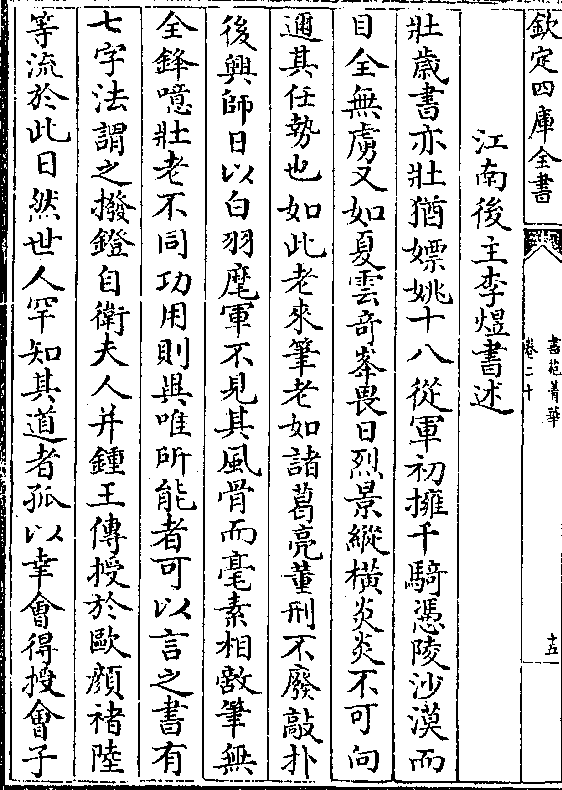 欽定四庫全書
書苑菁華
卷二十
十五
江南後主李煜書述
壯歲書亦壯猶嫖姚十八從軍初擁千騎憑陵沙漠而
目全無虜又如夏雲奇峯畏日烈景縱橫炎炎不可向
邇其任勢也如此老來筆老如諸葛亮董刑不廢敲扑
後興師日以白羽麾軍不見其風骨而毫素相敵筆無
全鋒噫壯老不同功用則異唯所能者可以言之書有
七字法謂之撥鐙自衛夫人并鍾王傳授於歐顔褚陸
等流於此日然世人罕知其道者孤以幸會得授會子